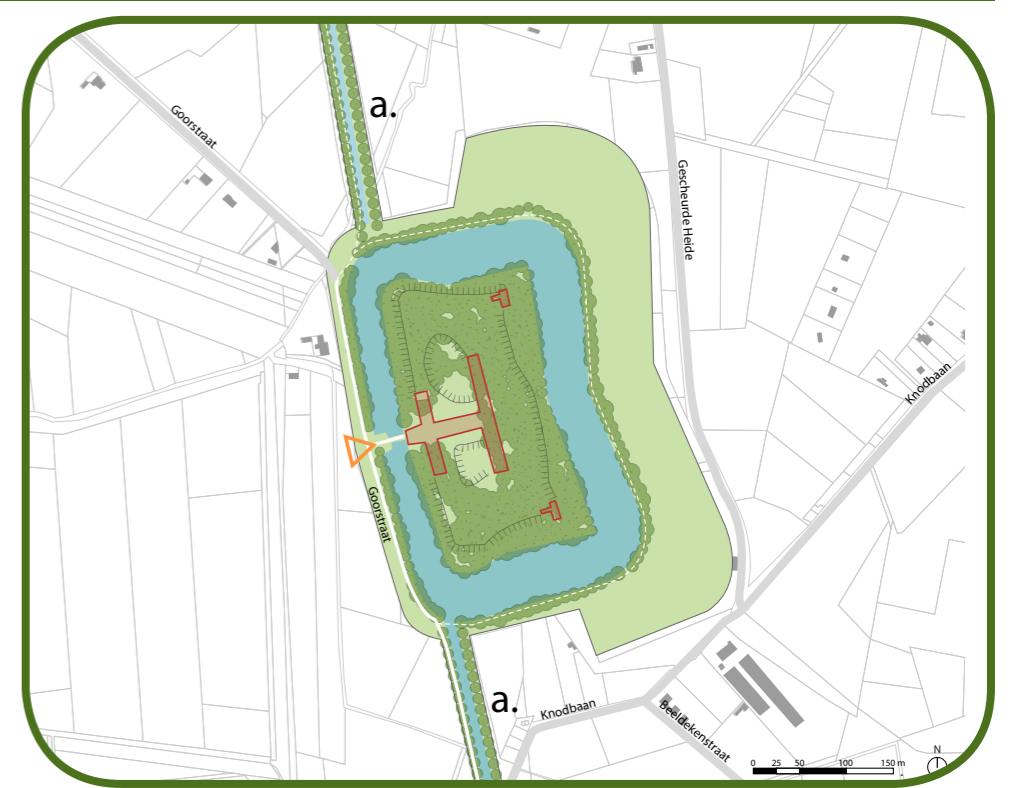 a.
Goorstraat
Gescheurde Heide
Knodbaan
Goorstraat
a.
Knodbaan
Beeldekenstraat
N
0 25 50 100 150 m